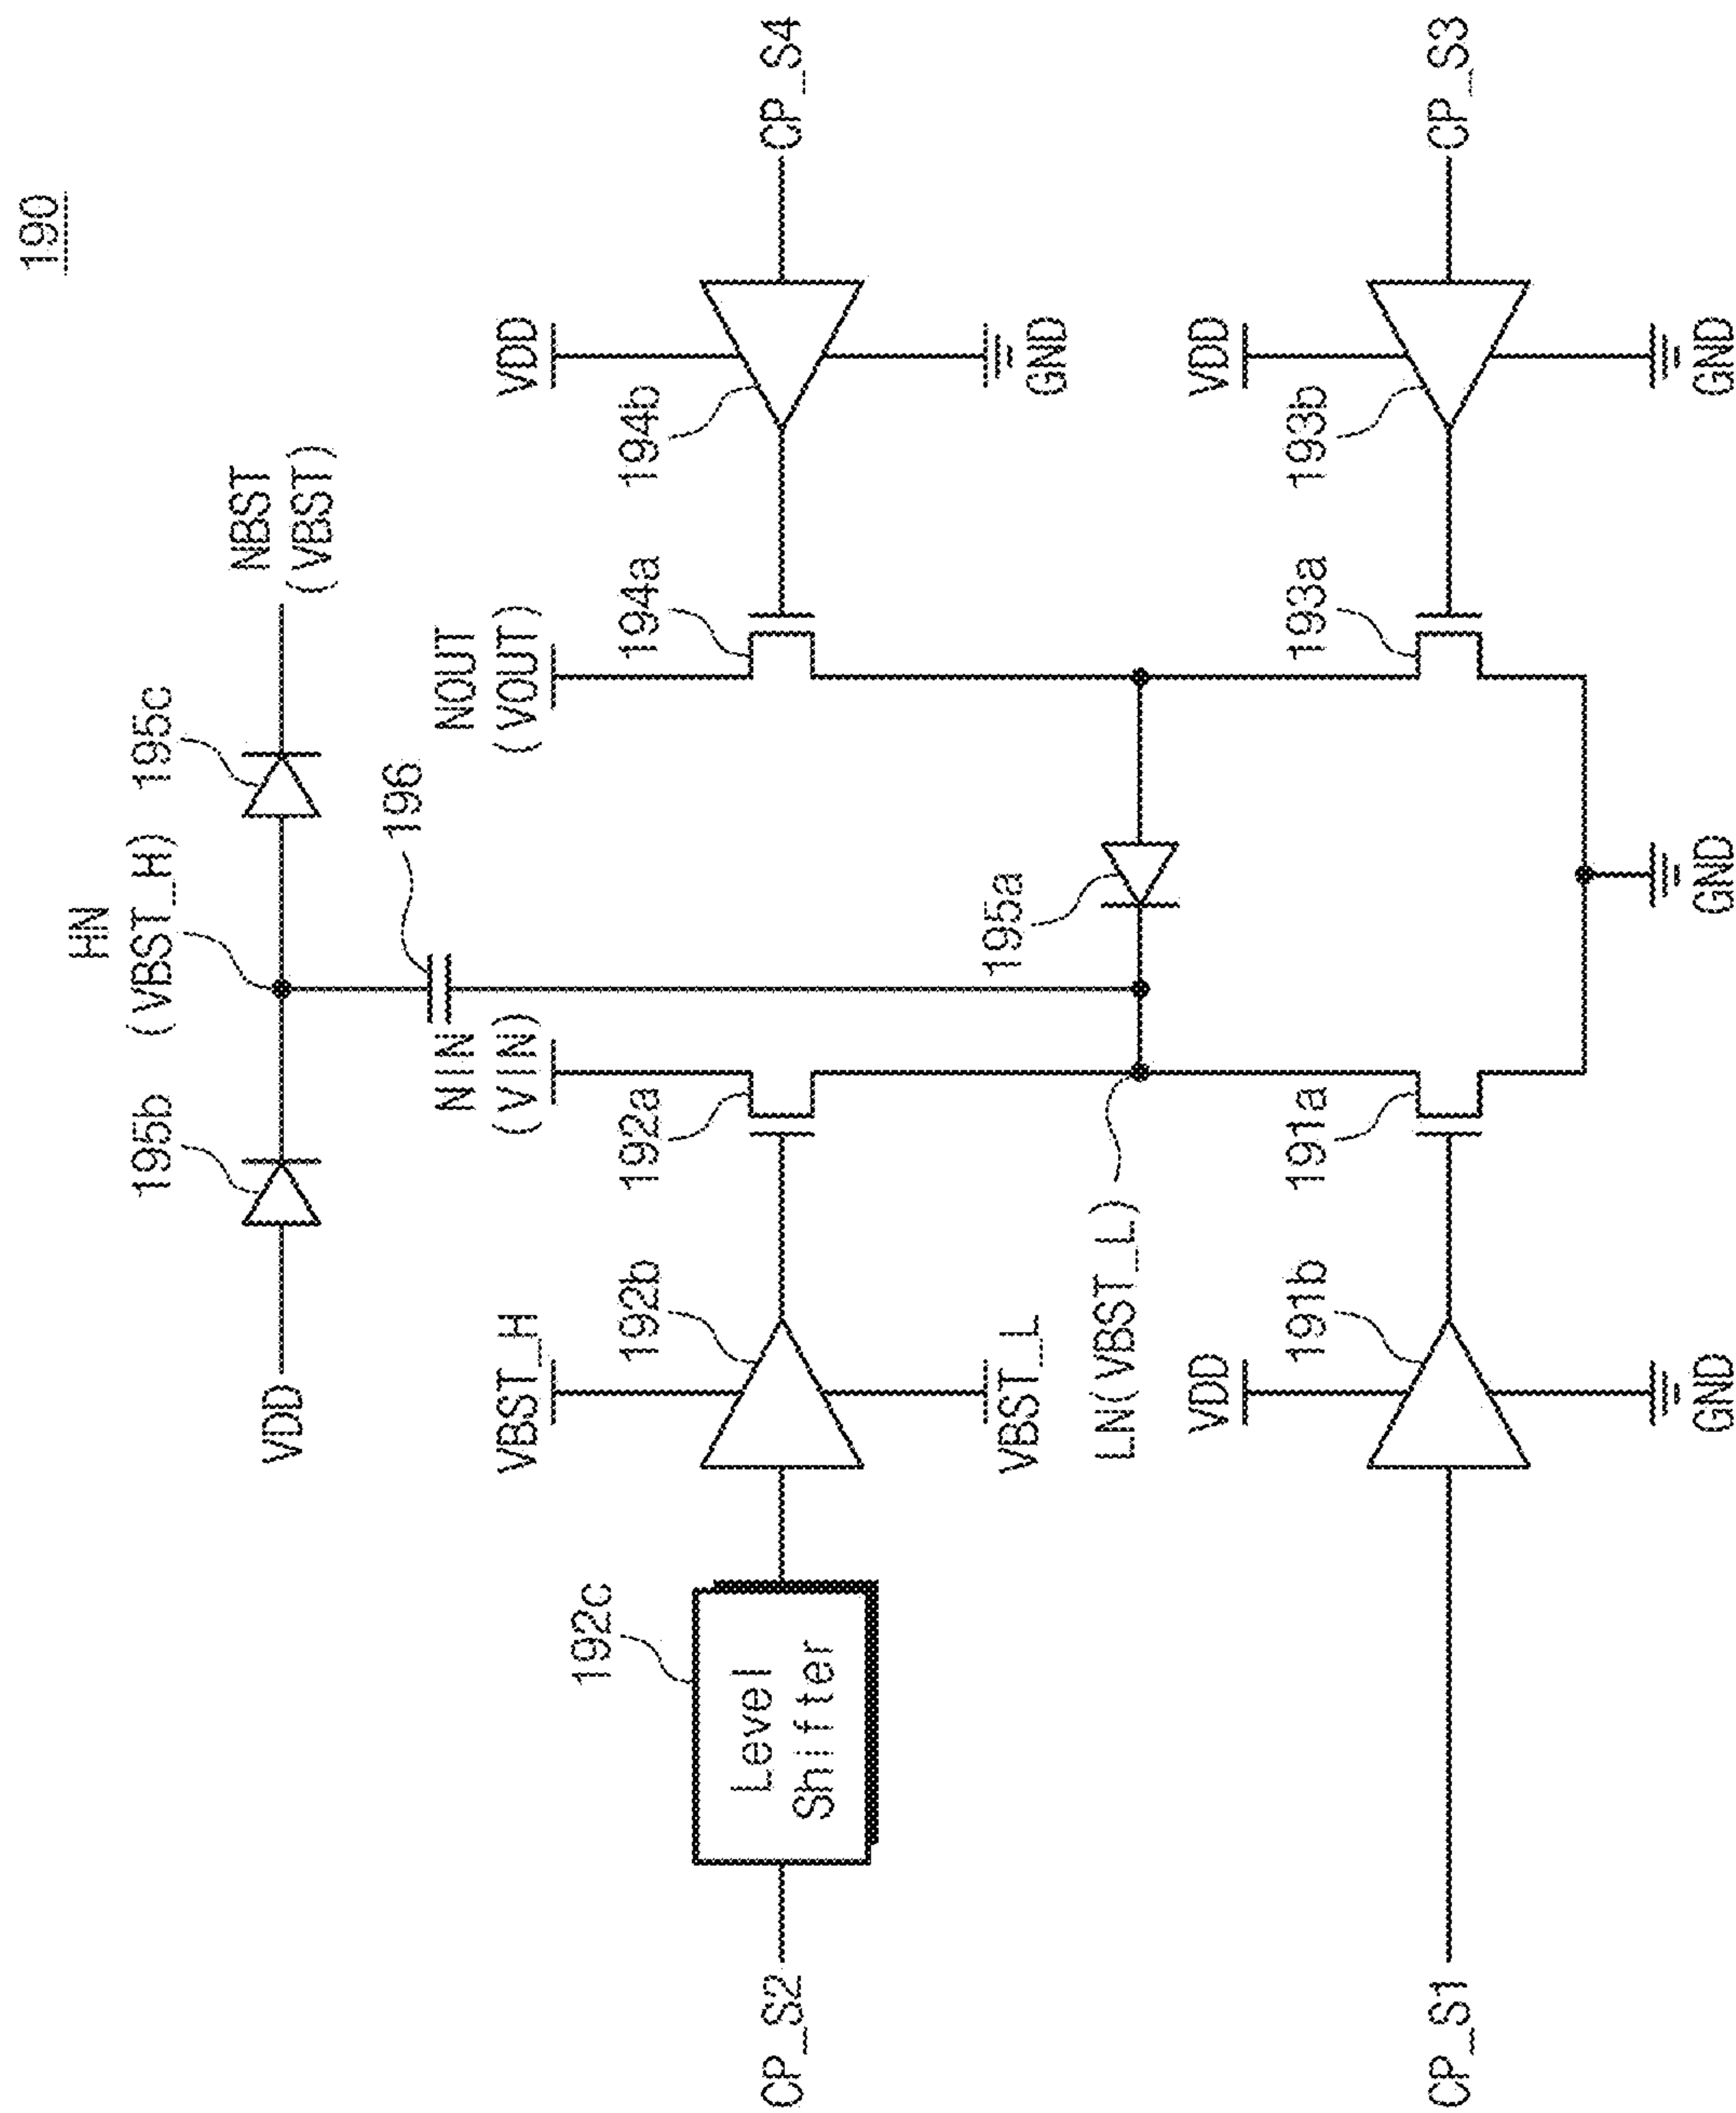 190
HN
(VBST_H)
195b
195c
VDD
NBST
(VBST)
196
NIN
(VIN)
NOUT
(VOUT)
VBST_H
VDD
192c
192b
192a
194a
194b
CP_S2
Level
Shifter
CP_S4
VBST_L
GND
195a
LN(VBST_L)
VDD
VDD
191b
191a
193a
193b
CP_S1
CP_S3
GND
GND
GND